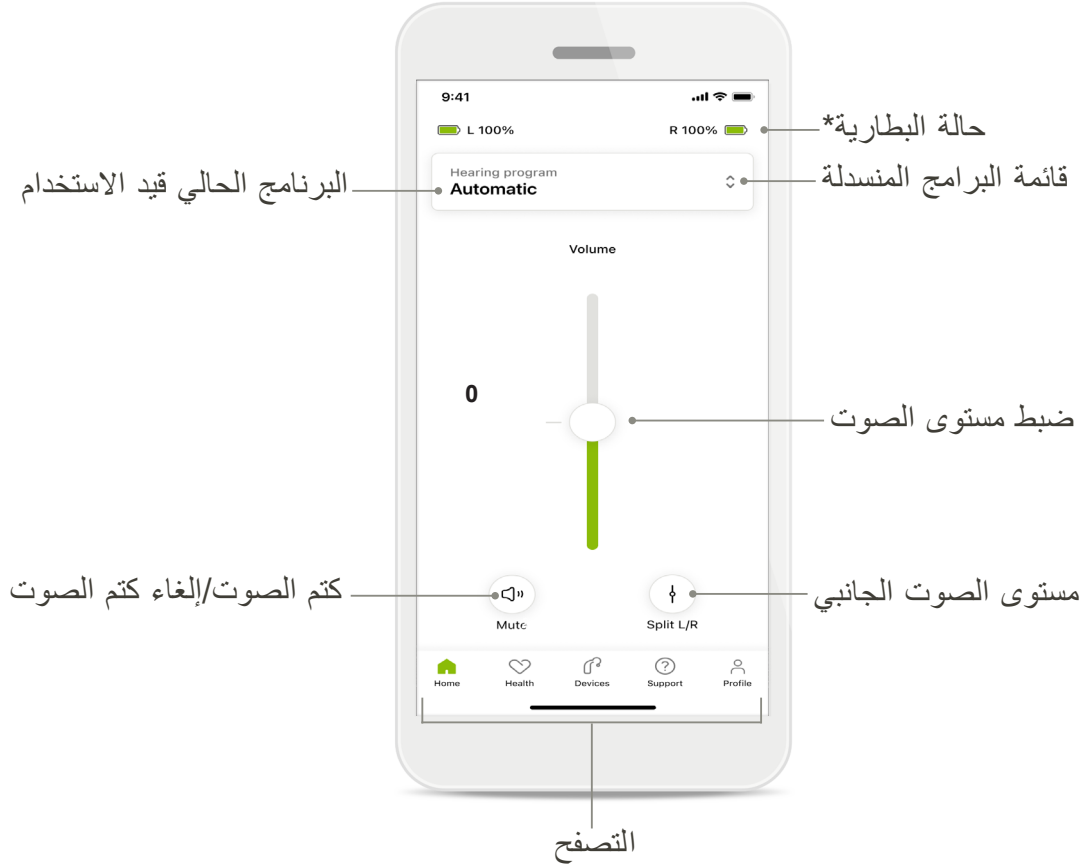 9:41
L 100%
R 100%
حالة البطارية*
Hearing program
Automatic
قائمة البرامج المنسدلة
البرنامج الحالي قيد الاستخدام
Volume
0
ضبط مستوى الصوت
كتم الصوت/إلغاء كتم الصوت
مستوى الصوت الجانبي
Mute
Split L/R
Home
Health
Devices
Support
Profile
التصفح